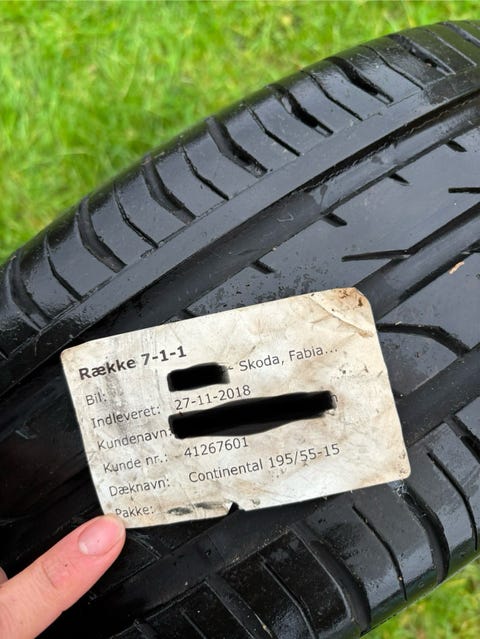 Række 7-1-1
Bil: - Skoda, Fabia...
Indleveret: 27-11-2018
Kundenavn:
Kunde nr.: 41267601
Dæknavn: Continental 195/55-15
Pakke: